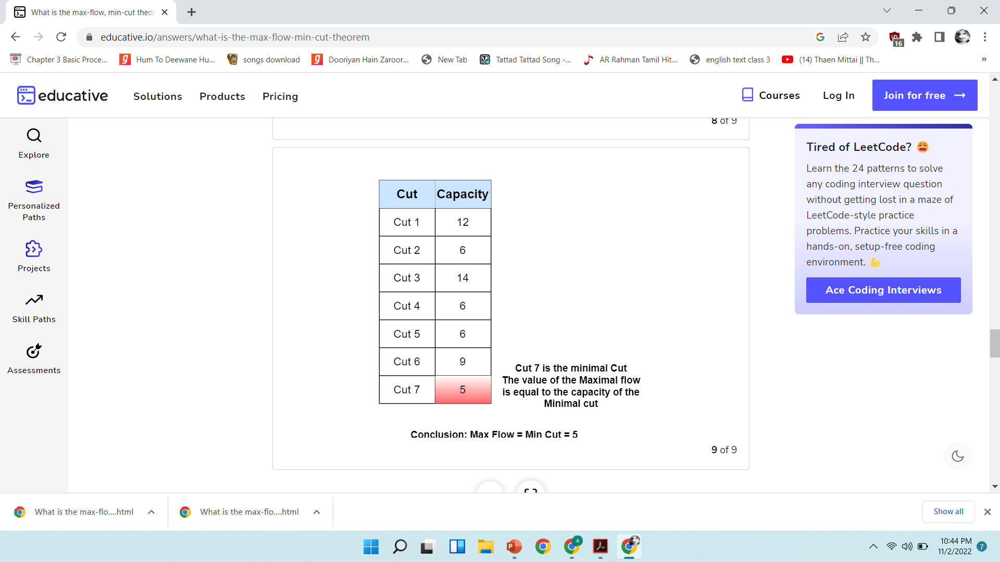 What is the max-flow, min-cut theor
educative.io/answers/what-is-the-max-flow-min-cut-theorem
16
Chapter 3 Basic Proce...
Hum To Deewane Hu...
songs download
Dooriyan Hain Zaroor...
New Tab
Tattad Tattad Song -...
AR Rahman Tamil Hit...
english text class 3
(14) Thaen Mittai || Th...
»
educative
Solutions
Products
Pricing
Courses
Log In
Join for free →
Explore
Personalized
Paths
Projects
Skill Paths
Assessments
8 of 9
Cut Capacity
Cut 1 12
Cut 2 6
Cut 3 14
Cut 4 6
Cut 5 6
Cut 6 9
Cut 7 5
Cut 7 is the minimal Cut
The value of the Maximal flow
is equal to the capacity of the
Minimal cut
Conclusion: Max Flow = Min Cut = 5
9 of 9
Tired of LeetCode? 😩
Learn the 24 patterns to solve
any coding interview question
without getting lost in a maze of
LeetCode-style practice
problems. Practice your skills in a
hands-on, setup-free coding
environment. 💪
Ace Coding Interviews
What is the max-flo....html
What is the max-flo....html
Show all
10:44 PM
11/2/2022
7